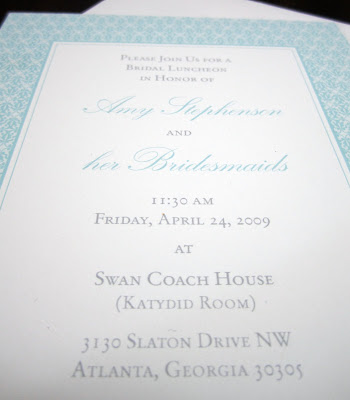 Please Join Us for a
Bridal Luncheon
in Honor of
Amy Stephenson
and
her Bridesmaids
11:30 am
Friday, April 24, 2009
at
Swan Coach House
(Katydid Room)
~
3130 Slaton Drive NW
Atlanta, Georgia 30305